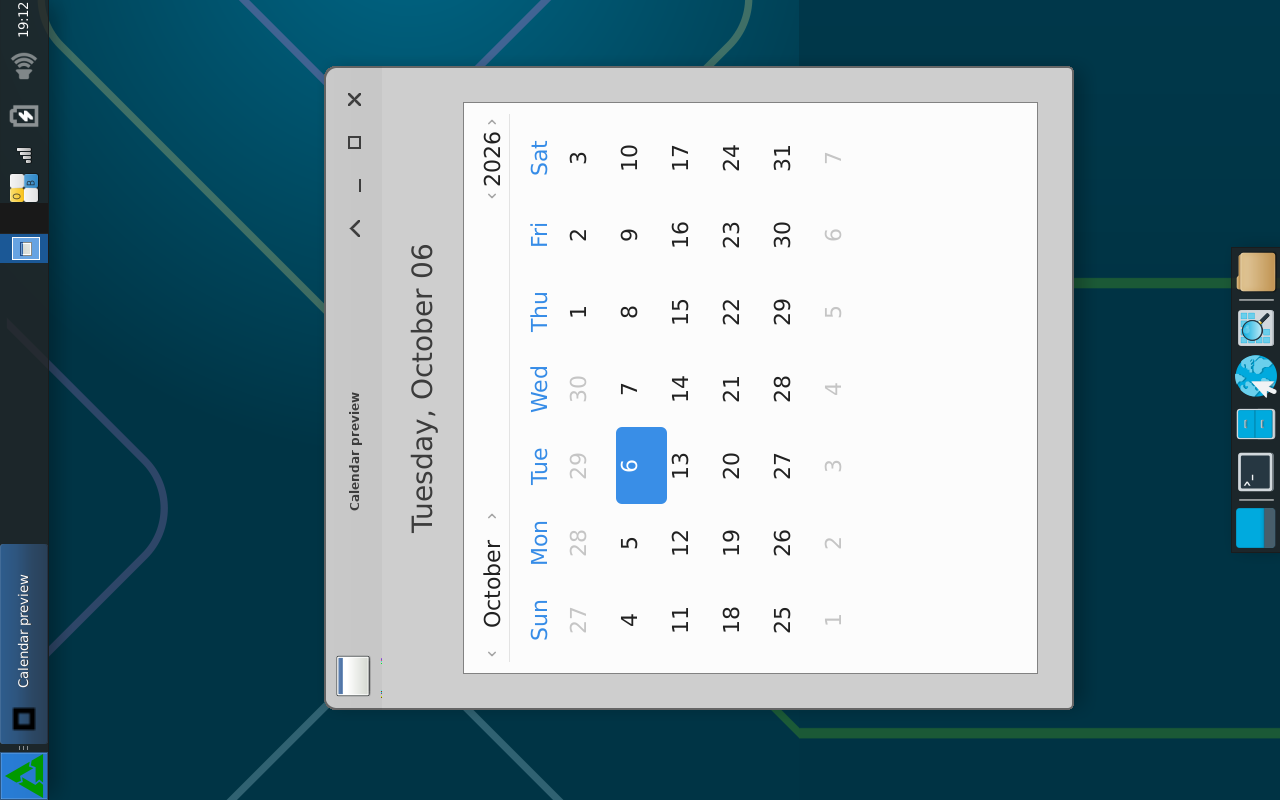 Calendar preview
19:12
Calendar preview
Tuesday, October 06
October 2026
Sun Mon Tue Wed Thu Fri Sat
27 28 29 30 1 2 3
4 5 6 7 8 9 10
11 12 13 14 15 16 17
18 19 20 21 22 23 24
25 26 27 28 29 30 31
1 2 3 4 5 6 7